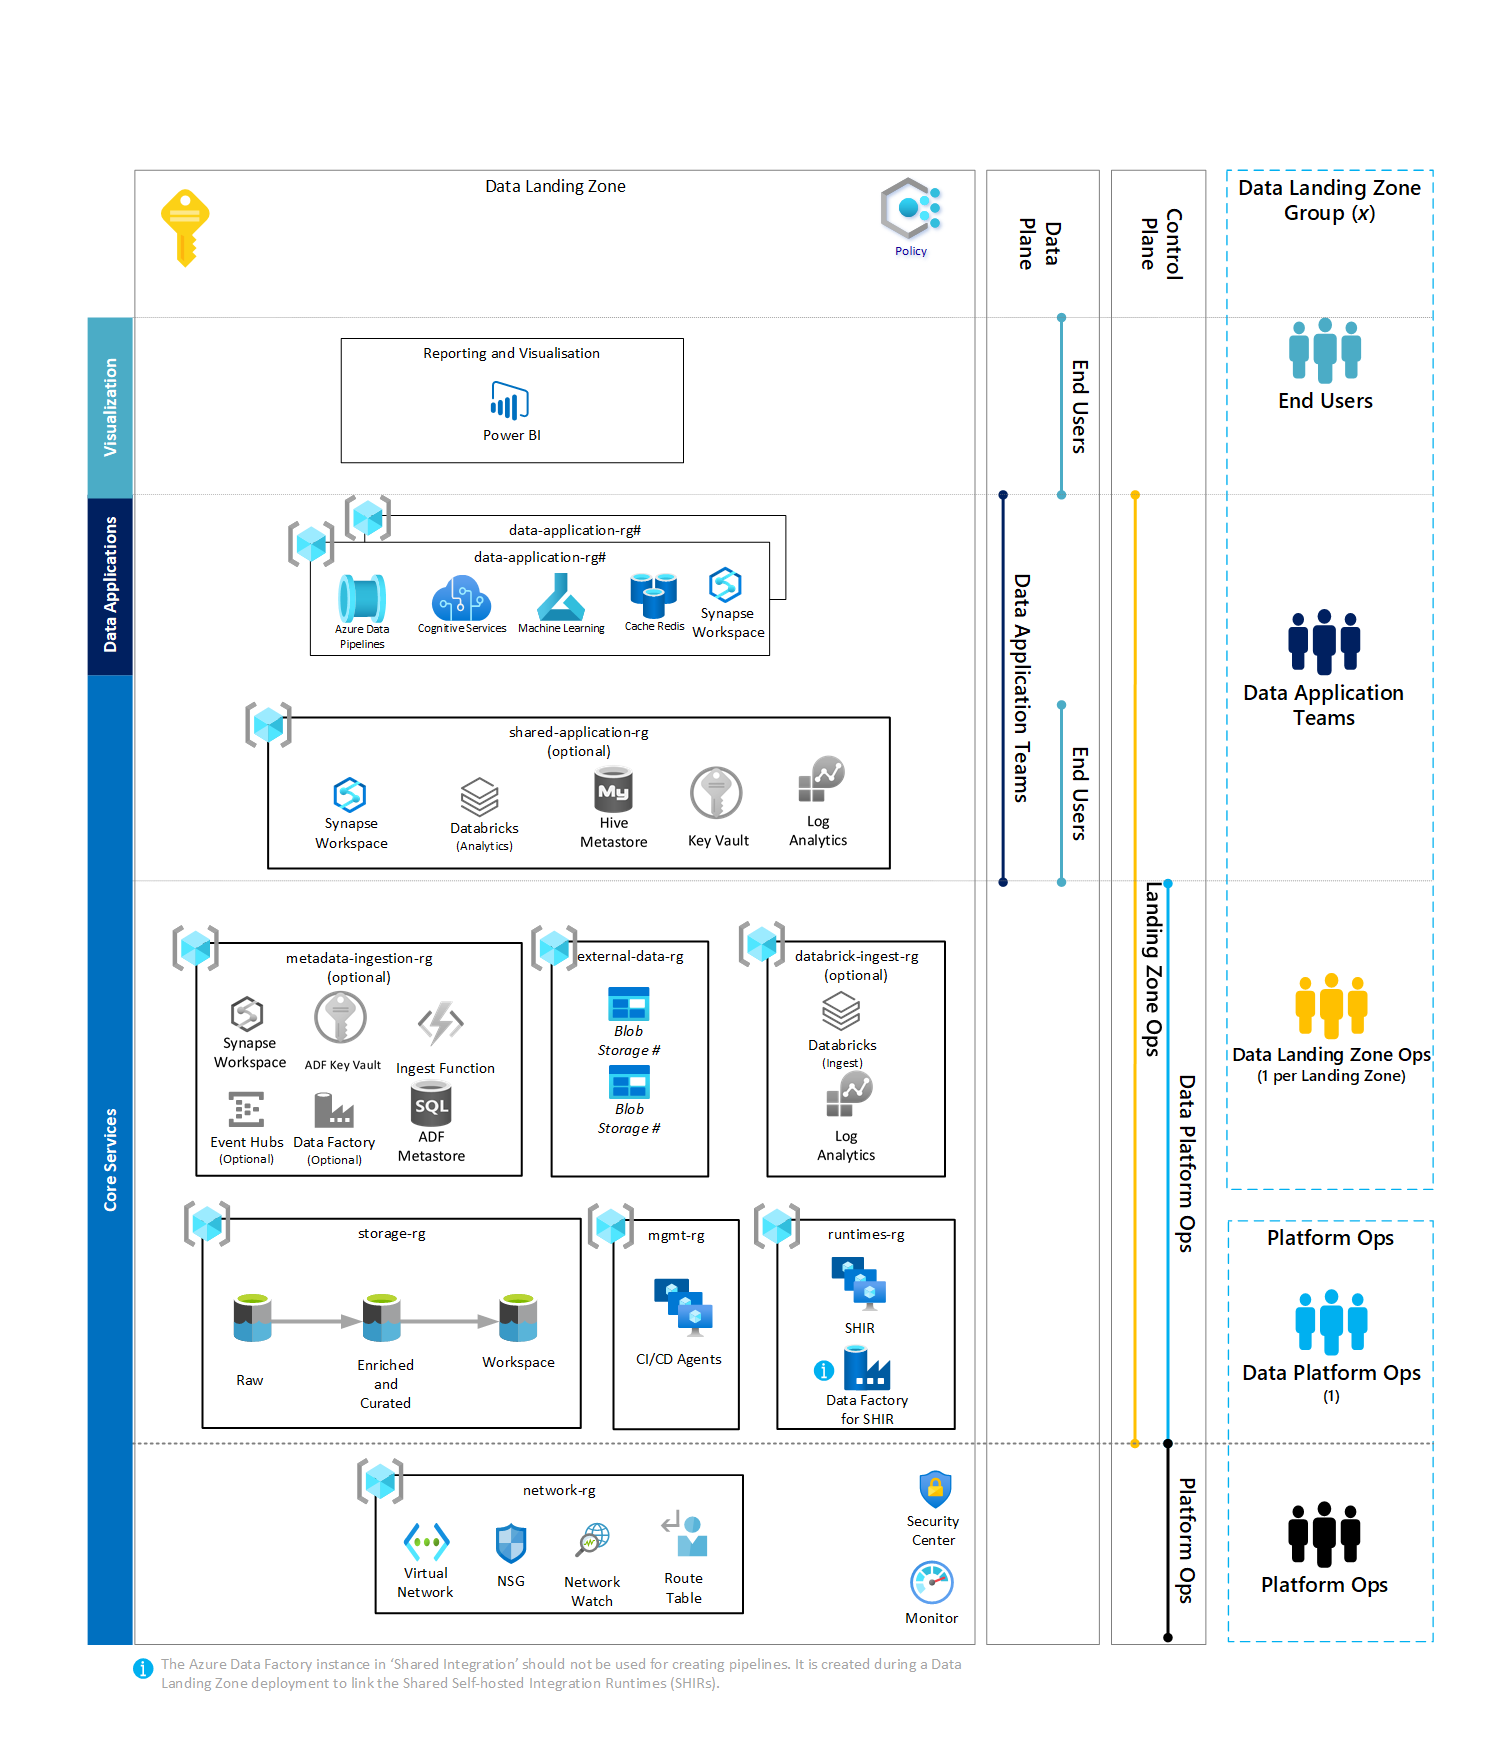 Data Landing Zone
Policy
Data
Plane
Control
Plane
Data Landing Zone
Group (x)
Visualization
Reporting and Visualisation
Power BI
End Users
End Users
Data Applications
data-application-rg#
data-application-rg#
Azure Data
Pipelines
Cognitive Services
Machine Learning
Cache Redis
Synapse
Workspace
Data Application Teams
Data Application
Teams
Core Services
shared-application-rg
(optional)
Synapse
Workspace
Databricks
(Analytics)
My
Hive
Metastore
Key Vault
Log
Analytics
End Users
metadata-ingestion-rg
(optional)
Synapse
Workspace
ADF Key Vault
Ingest Function
Event Hubs
(Optional)
Data Factory
(Optional)
SQL
ADF
Metastore
external-data-rg
Blob
Storage #
Blob
Storage #
databrick-ingest-rg
(optional)
Databricks
(Ingest)
Log
Analytics
Landing Zone Ops
Data Platform Ops
Data Landing Zone Ops
(1 per Landing Zone)
storage-rg
Raw
Enriched
and
Curated
Workspace
mgmt-rg
CI/CD Agents
runtimes-rg
SHIR
i
Data Factory
for SHIR
Platform Ops
Data Platform Ops
(1)
network-rg
Virtual
Network
NSG
Network
Watch
Route
Table
Security
Center
Monitor
Platform Ops
Platform Ops
i
The Azure Data Factory instance in ‘Shared Integration’ should not be used for creating pipelines. It is created during a Data
Landing Zone deployment to link the Shared Self-hosted Integration Runtimes (SHIRs).